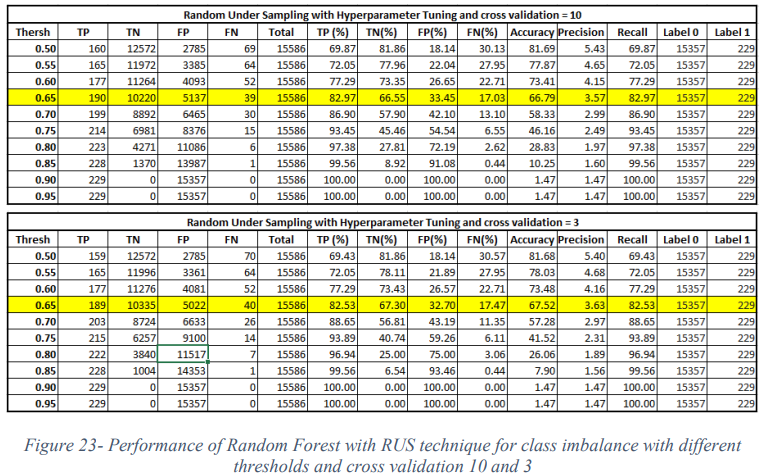 Random Under Sampling with Hyperparameter Tuning and cross validation = 10
Thersh TP TN FP FN Total TP (%) TN(%) FP(%) FN(%) Accuracy Precision Recall Label 0 Label 1
0.50 160 12572 2785 69 15586 69.87 81.86 18.14 30.13 81.69 5.43 69.87 15357 229
0.55 165 11972 3385 64 15586 72.05 77.96 22.04 27.95 77.87 4.65 72.05 15357 229
0.60 177 11264 4093 52 15586 77.29 73.35 26.65 22.71 73.41 4.15 77.29 15357 229
0.65 190 10220 5137 39 15586 82.97 66.55 33.45 17.03 66.79 3.57 82.97 15357 229
0.70 199 8892 6465 30 15586 86.90 57.90 42.10 13.10 58.33 2.99 86.90 15357 229
0.75 214 6981 8376 15 15586 93.45 45.46 54.54 6.55 46.16 2.49 93.45 15357 229
0.80 223 4271 11086 6 15586 97.38 27.81 72.19 2.62 28.83 1.97 97.38 15357 229
0.85 228 1370 13987 1 15586 99.56 8.92 91.08 0.44 10.25 1.60 99.56 15357 229
0.90 229 0 15357 0 15586 100.00 0.00 100.00 0.00 1.47 1.47 100.00 15357 229
0.95 229 0 15357 0 15586 100.00 0.00 100.00 0.00 1.47 1.47 100.00 15357 229
Random Under Sampling with Hyperparameter Tuning and cross validation = 3
Thresh TP TN FP FN Total TP (%) TN(%) FP(%) FN(%) Accuracy Precision Recall Label 0 Label 1
0.50 159 12572 2785 70 15586 69.43 81.86 18.14 30.57 81.68 5.40 69.43 15357 229
0.55 165 11996 3361 64 15586 72.05 78.11 21.89 27.95 78.03 4.68 72.05 15357 229
0.60 177 11276 4081 52 15586 77.29 73.43 26.57 22.71 73.48 4.16 77.29 15357 229
0.65 189 10335 5022 40 15586 82.53 67.30 32.70 17.47 67.52 3.63 82.53 15357 229
0.70 203 8724 6633 26 15586 88.65 56.81 43.19 11.35 57.28 2.97 88.65 15357 229
0.75 215 6257 9100 14 15586 93.89 40.74 59.26 6.11 41.52 2.31 93.89 15357 229
0.80 222 3840 11517 7 15586 96.94 25.00 75.00 3.06 26.06 1.89 96.94 15357 229
0.85 228 1004 14353 1 15586 99.56 6.54 93.46 0.44 7.90 1.56 99.56 15357 229
0.90 229 0 15357 0 15586 100.00 0.00 100.00 0.00 1.47 1.47 100.00 15357 229
0.95 229 0 15357 0 15586 100.00 0.00 100.00 0.00 1.47 1.47 100.00 15357 229
Figure 23- Performance of Random Forest with RUS technique for class imbalance with different
thresholds and cross validation 10 and 3